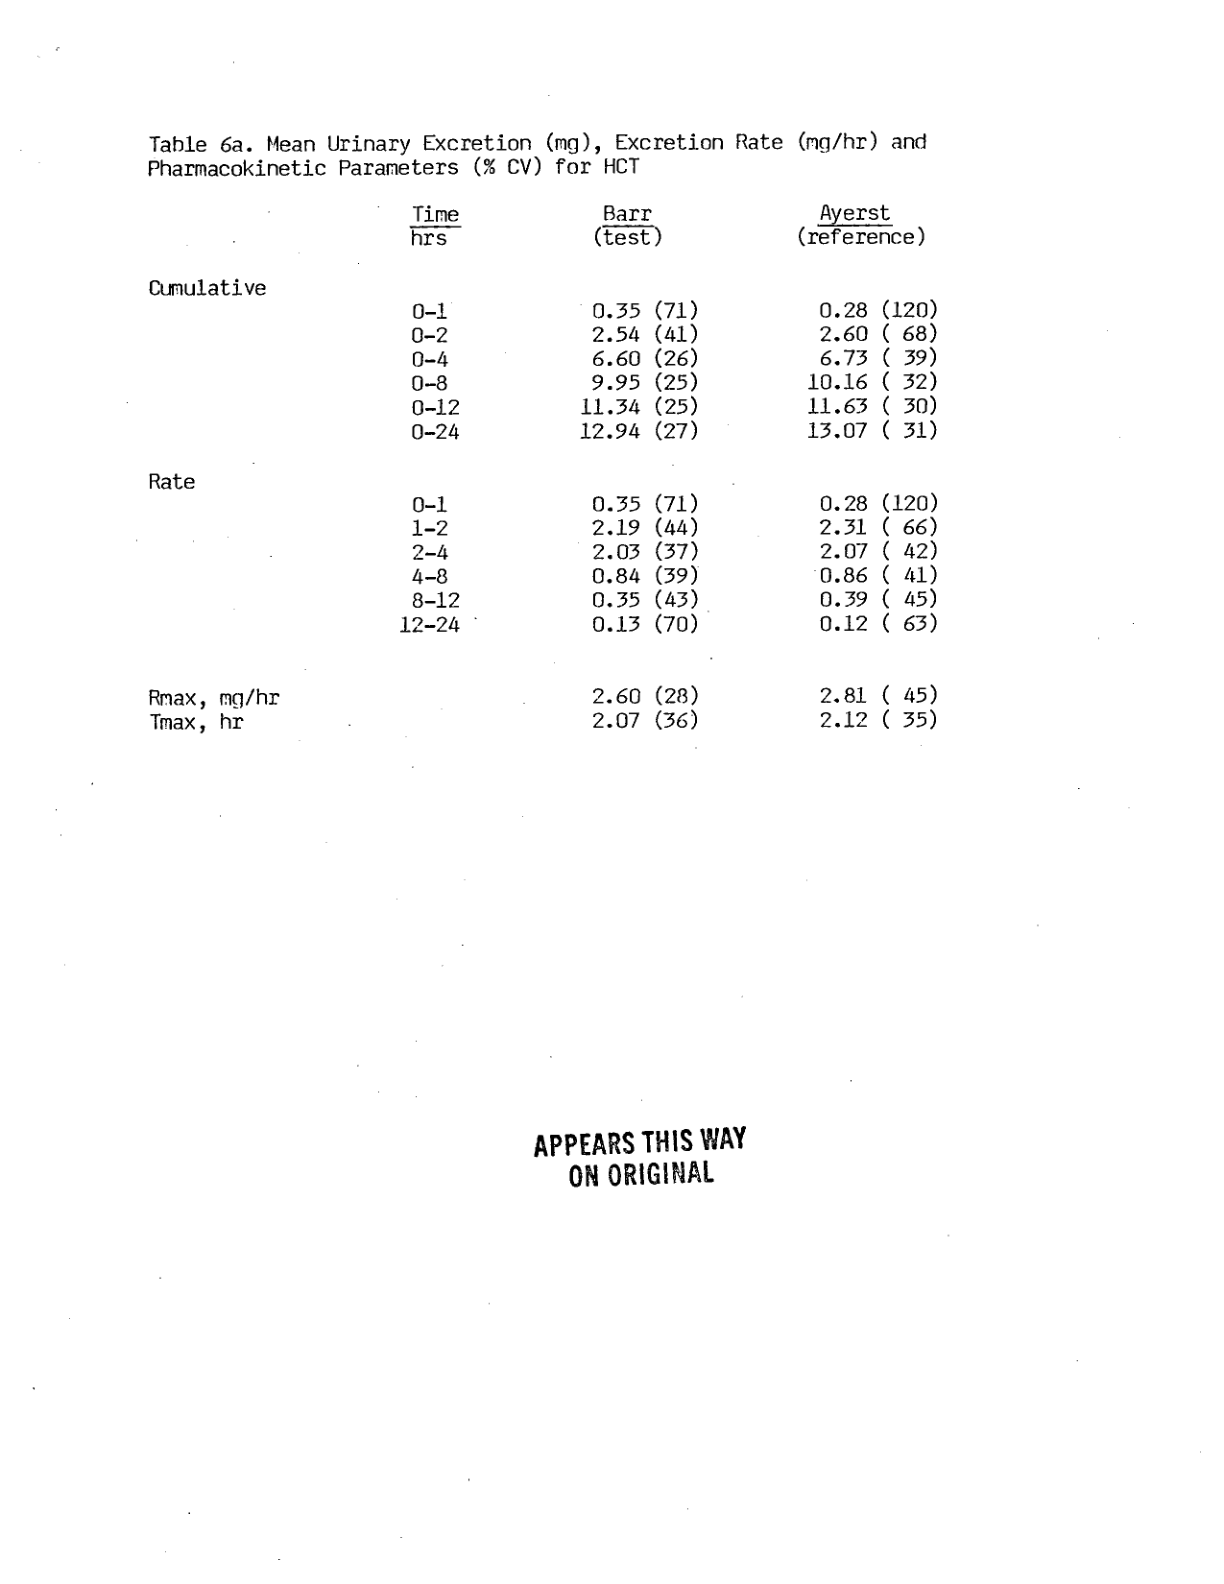 Table 6a. Mean Urinary Excretion (mg), Excretion Rate (mg/hr) and
Pharmacokinetic Parameters (% CV) for HCT
Time Barr Ayerst
hrs (test) (reference)
Cumulative
0–1 0.35 (71) 0.28 (120)
0–2 2.54 (41) 2.60 ( 68)
0–4 6.60 (26) 6.73 ( 39)
0–8 9.95 (25) 10.16 ( 32)
0–12 11.34 (25) 11.63 ( 30)
0–24 12.94 (27) 13.07 ( 31)
Rate
0–1 0.35 (71) 0.28 (120)
1–2 2.19 (44) 2.31 ( 66)
2–4 2.03 (37) 2.07 ( 42)
4–8 0.84 (39) 0.86 ( 41)
8–12 0.35 (43) 0.39 ( 45)
12–24 0.13 (70) 0.12 ( 63)
Rmax, mg/hr 2.60 (28) 2.81 ( 45)
Tmax, hr 2.07 (36) 2.12 ( 35)
APPEARS THIS WAY
ON ORIGINAL